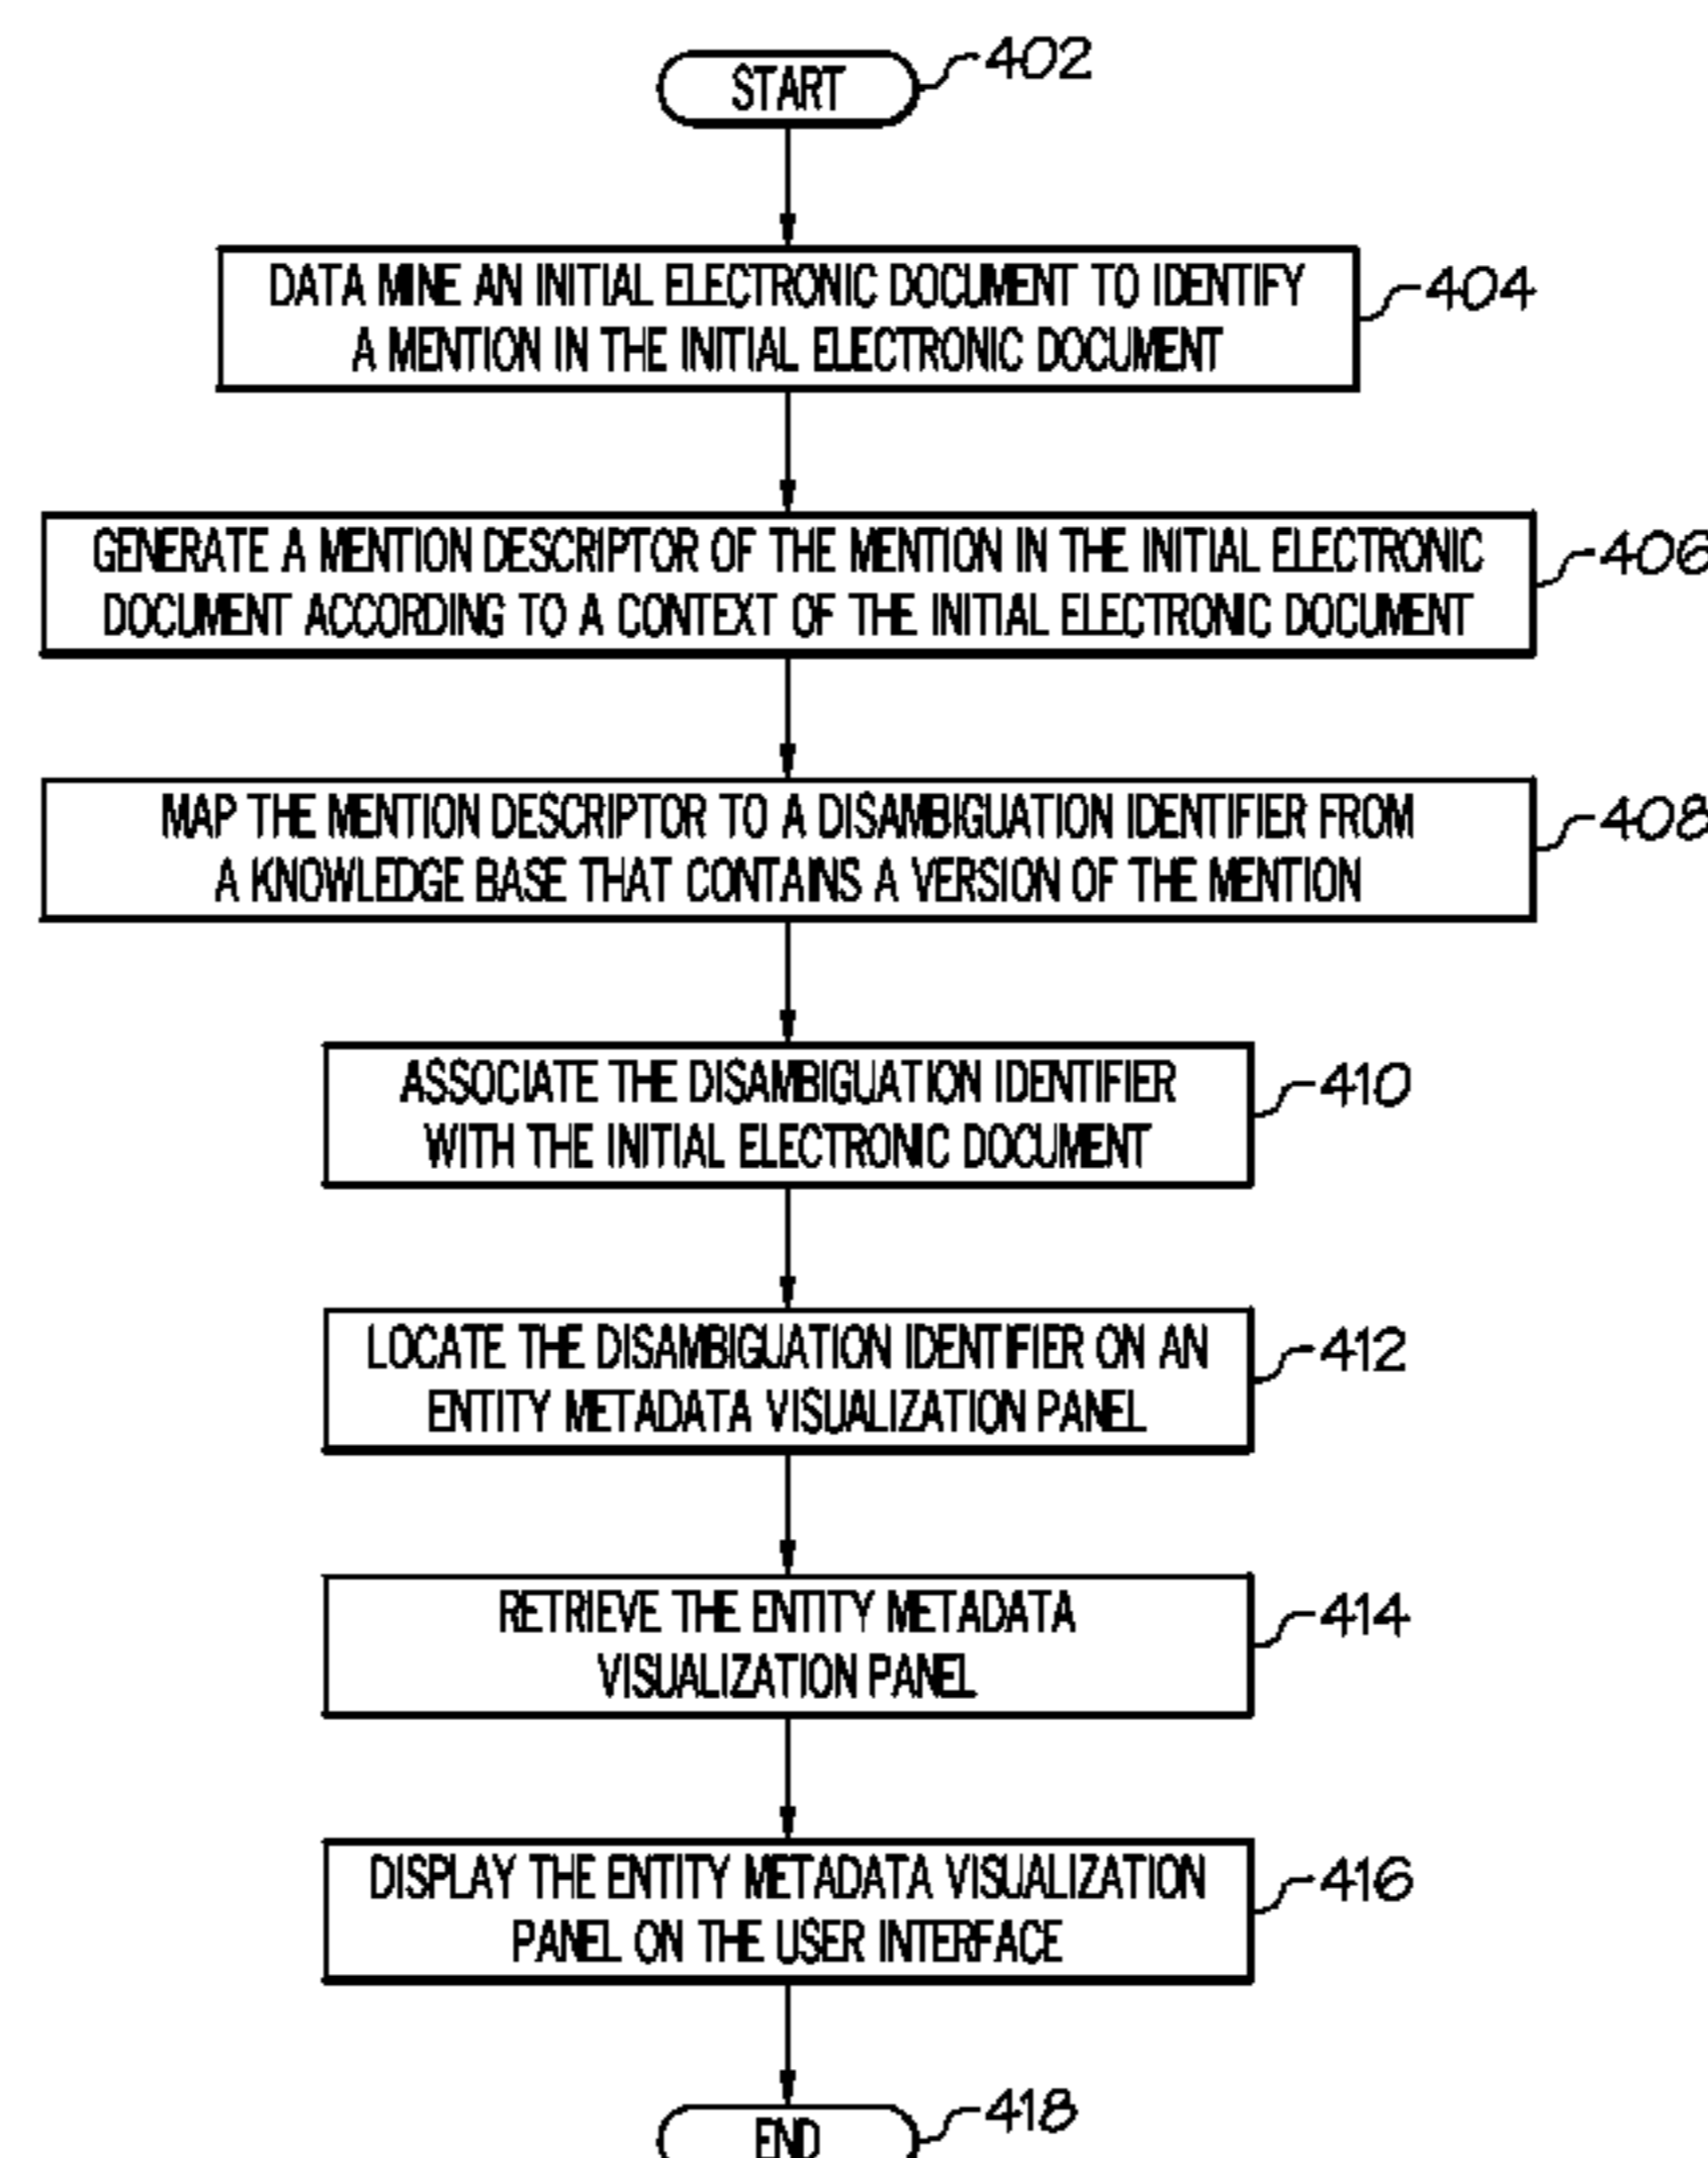 START
402
DATA MINE AN INITIAL ELECTRONIC DOCUMENT TO IDENTIFY
A MENTION IN THE INITIAL ELECTRONIC DOCUMENT
404
GENERATE A MENTION DESCRIPTOR OF THE MENTION IN THE INITIAL ELECTRONIC
DOCUMENT ACCORDING TO A CONTEXT OF THE INITIAL ELECTRONIC DOCUMENT
406
MAP THE MENTION DESCRIPTOR TO A DISAMBIGUATION IDENTIFIER FROM
A KNOWLEDGE BASE THAT CONTAINS A VERSION OF THE MENTION
408
ASSOCIATE THE DISAMBIGUATION IDENTIFIER
WITH THE INITIAL ELECTRONIC DOCUMENT
410
LOCATE THE DISAMBIGUATION IDENTIFIER ON AN
ENTITY METADATA VISUALIZATION PANEL
412
RETRIEVE THE ENTITY METADATA
VISUALIZATION PANEL
414
DISPLAY THE ENTITY METADATA VISUALIZATION
PANEL ON THE USER INTERFACE
416
END
418